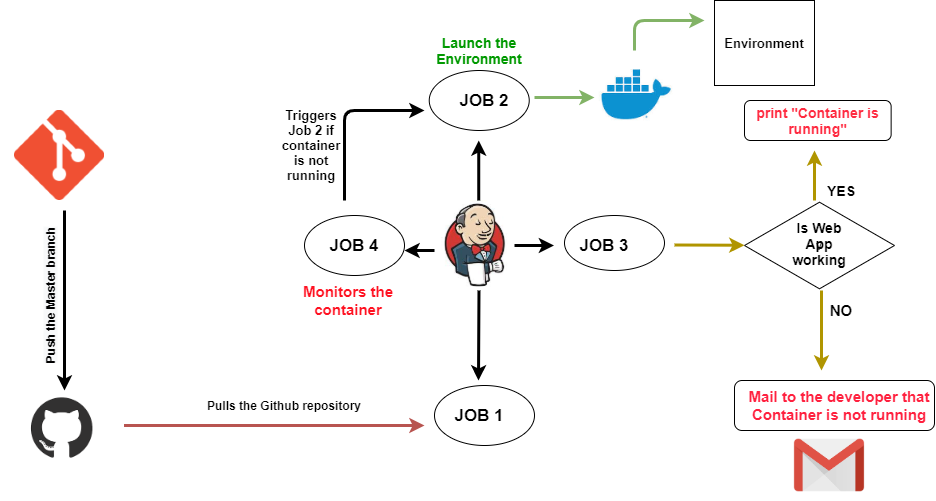 Launch the
Environment
JOB 2
Environment
Triggers
Job 2 if
container
is not
running
print "Container is
running"
YES
JOB 4
JOB 3
Is Web
App
working
Monitors the
container
NO
Push the Master branch
Pulls the Github repository
JOB 1
Mail to the developer that
Container is not running